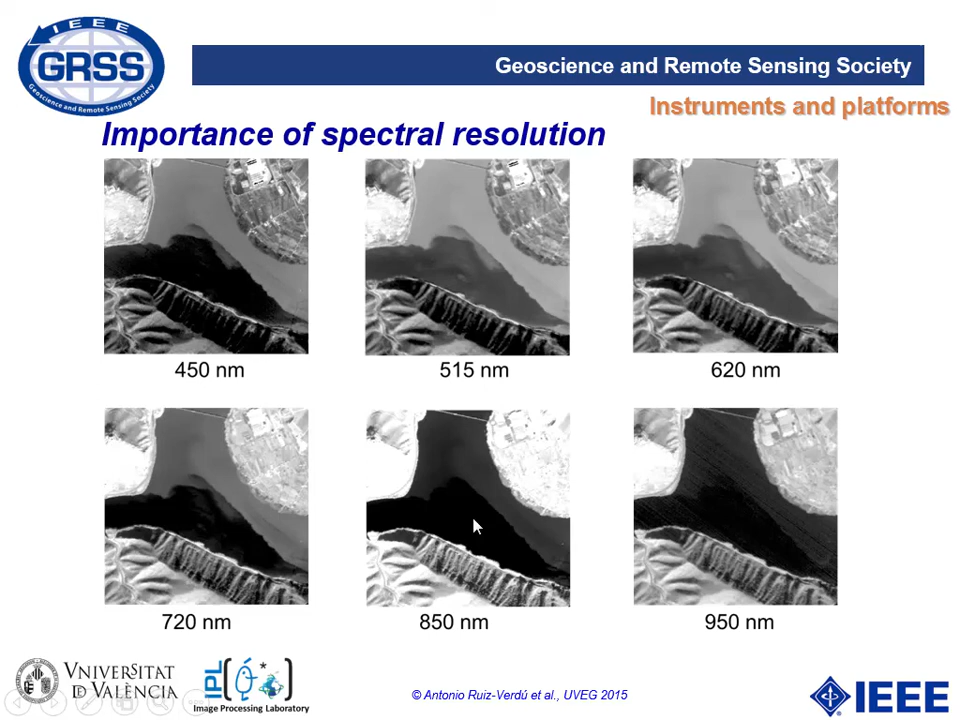 IEEE
GRSS
Geoscience and Remote Sensing Society
Geoscience and Remote Sensing Society
Instruments and platforms
Importance of spectral resolution
450 nm
515 nm
620 nm
720 nm
850 nm
950 nm
VNIVERSITAT
D VALÈNCIA
IPL
Image Processing Laboratory
© Antonio Ruiz-Verdú et al., UVEG 2015
IEEE